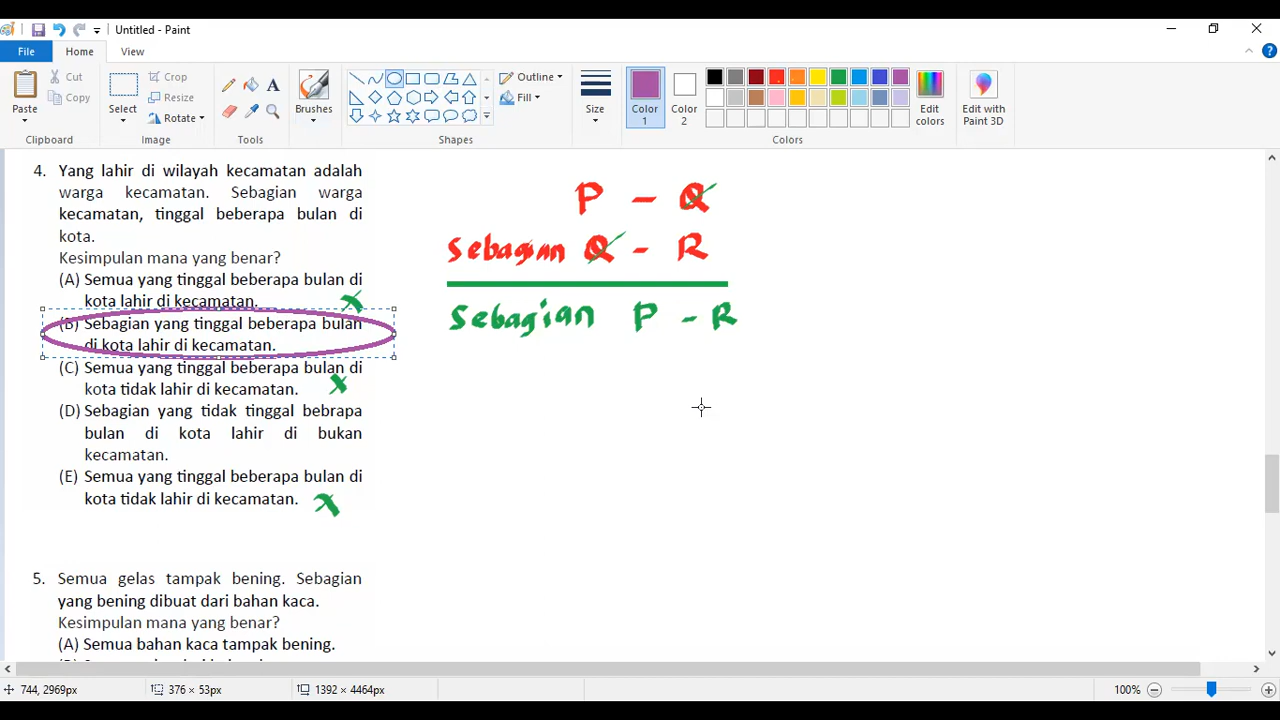 Untitled - Paint
File Home View
Cut
Copy
Paste
Clipboard
Select
Crop
Resize
Rotate
Image
Tools
Brushes
Outline
Fill
Shapes
Size
Color 1
Color 2
Edit colors
Edit with Paint 3D
Colors
4. Yang lahir di wilayah kecamatan adalah
warga kecamatan. Sebagian warga
kecamatan, tinggal beberapa bulan di
kota.
Kesimpulan mana yang benar?
(A) Semua yang tinggal beberapa bulan di
kota lahir di kecamatan.
(B) Sebagian yang tinggal beberapa bulan
di kota lahir di kecamatan.
(C) Semua yang tinggal beberapa bulan di
kota tidak lahir di kecamatan.
(D) Sebagian yang tidak tinggal bebrapa
bulan di kota lahir di bukan
kecamatan.
(E) Semua yang tinggal beberapa bulan di
kota tidak lahir di kecamatan.
P - Q
Sebagian Q - R
Sebagian P - R
5. Semua gelas tampak bening. Sebagian
yang bening dibuat dari bahan kaca.
Kesimpulan mana yang benar?
(A) Semua bahan kaca tampak bening.
744, 2969px
376 × 53px
1392 × 4464px
100%